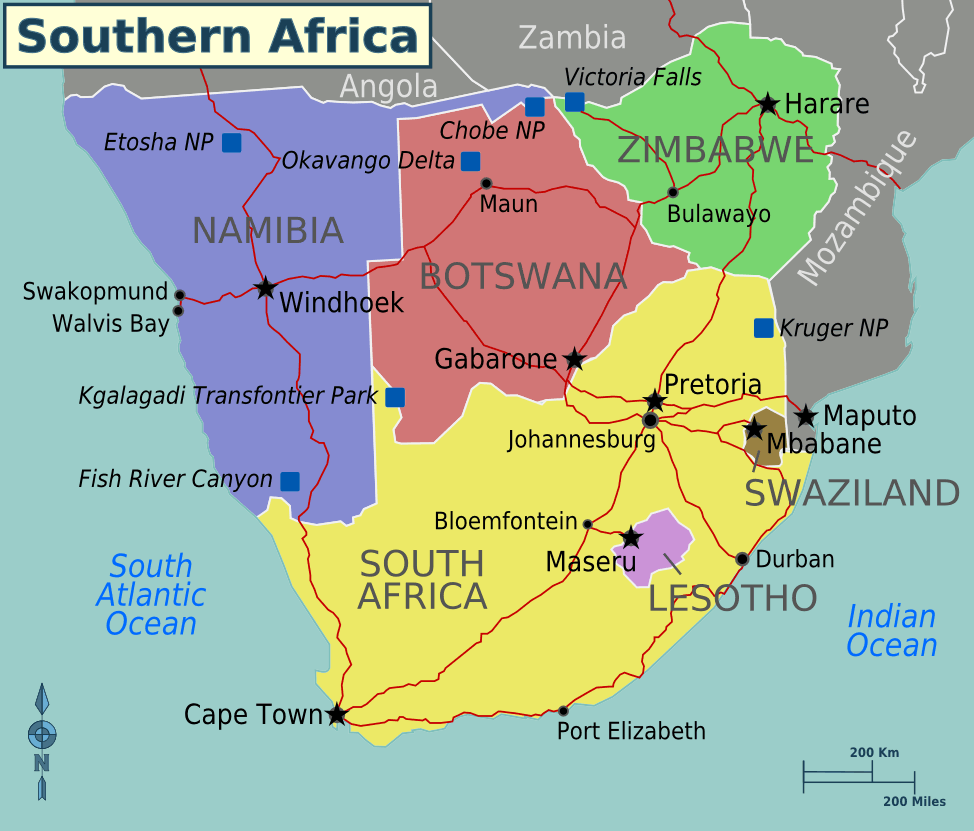 Southern Africa
Zambia
Angola
Victoria Falls
Harare
Chobe NP
Etosha NP
Okavango Delta
ZIMBABWE
Maun
Bulawayo
Mozambique
NAMIBIA
BOTSWANA
Swakopmund
Windhoek
Walvis Bay
Kruger NP
Gabarone
Pretoria
Kgalagadi Transfontier Park
Maputo
Johannesburg
Mbabane
Fish River Canyon
SWAZILAND
Bloemfontein
Maseru
Durban
SOUTH
AFRICA
LESOTHO
South
Atlantic
Ocean
Indian
Ocean
Cape Town
Port Elizabeth
N
200 Km
200 Miles